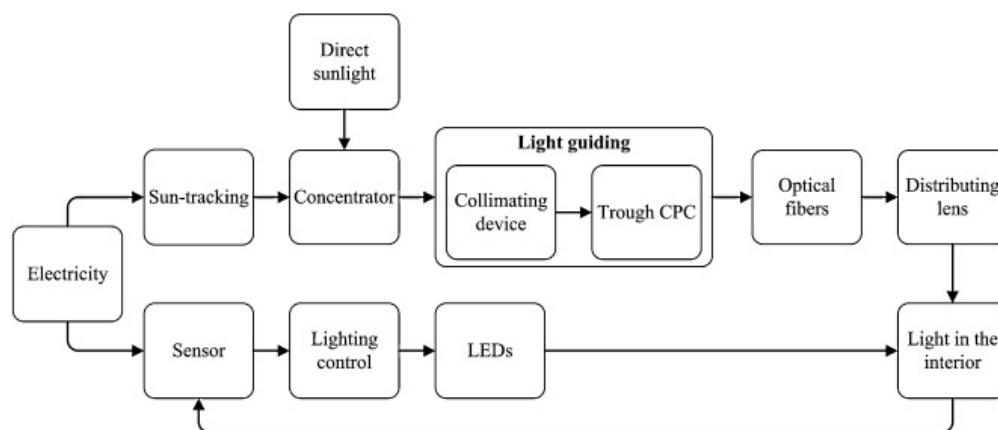 Direct
sunlight
Light guiding
Sun-tracking
Concentrator
Collimating
device
Trough CPC
Optical
fibers
Distributing
lens
Electricity
Sensor
Lighting
control
LEDs
Light in the
interior